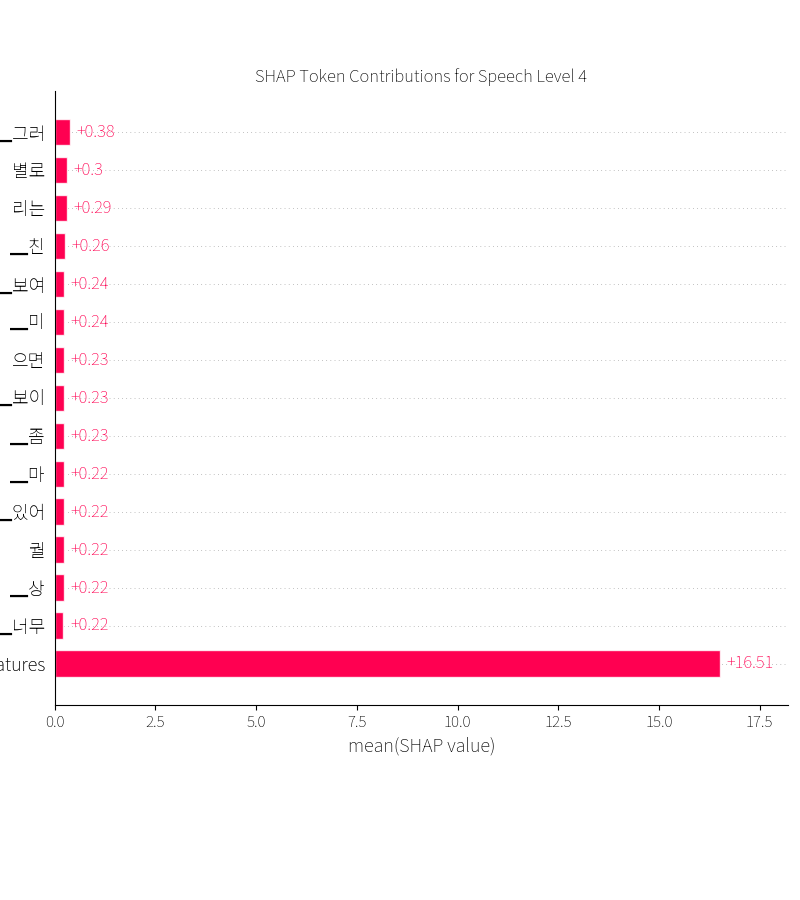 SHAP Token Contributions for Speech Level 4
▁그러 +0.38
별로 +0.3
리는 +0.29
▁친 +0.26
▁보여 +0.24
▁미 +0.24
으면 +0.23
▁보이 +0.23
▁좀 +0.23
▁마 +0.22
▁있어 +0.22
궐 +0.22
▁상 +0.22
▁너무 +0.22
atures +16.51
0.0 2.5 5.0 7.5 10.0 12.5 15.0 17.5
mean(SHAP value)